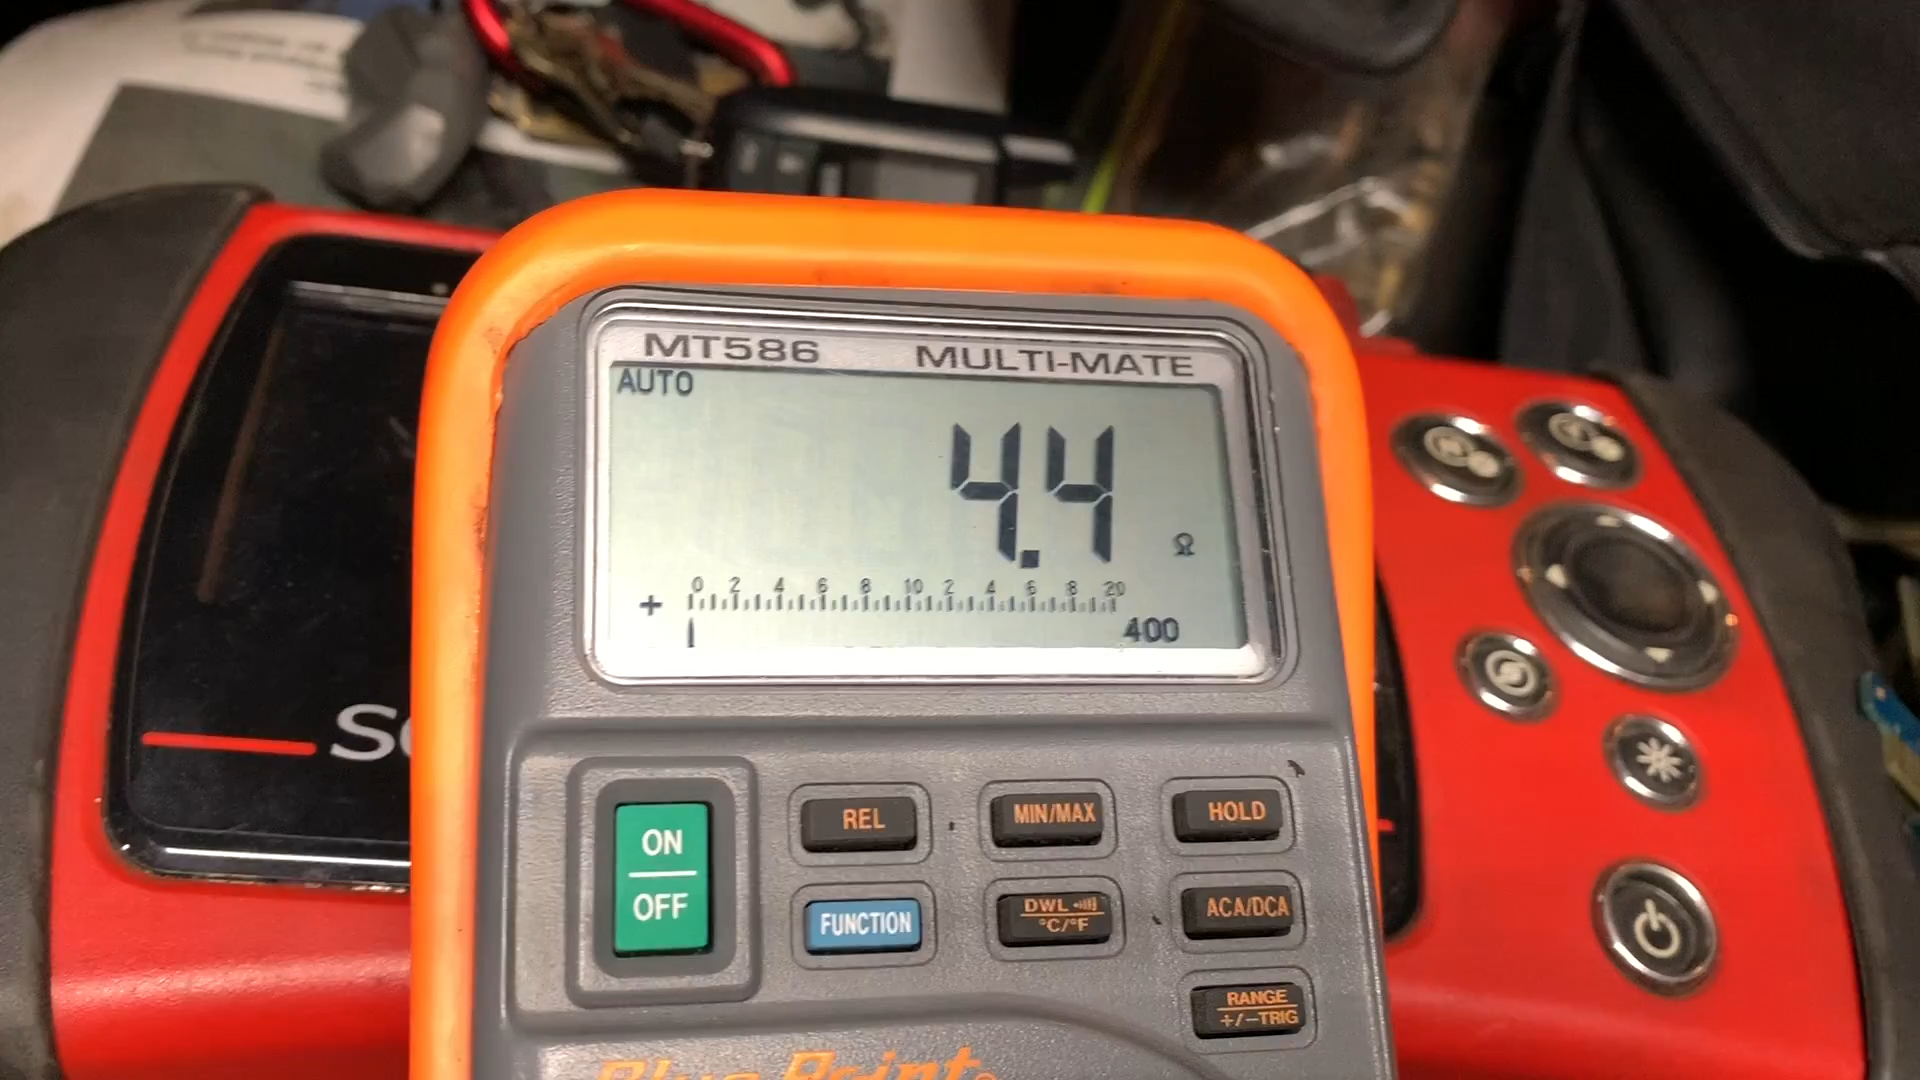 MT586 MULTI-MATE
AUTO
4.4 Ω
0 2 4 6 8 10 2 4 6 8 20
+
400
ON
OFF
REL
MIN/MAX
HOLD
FUNCTION
DWL
°C/°F
ACA/DCA
RANGE
+/-TRIG
Blue Point